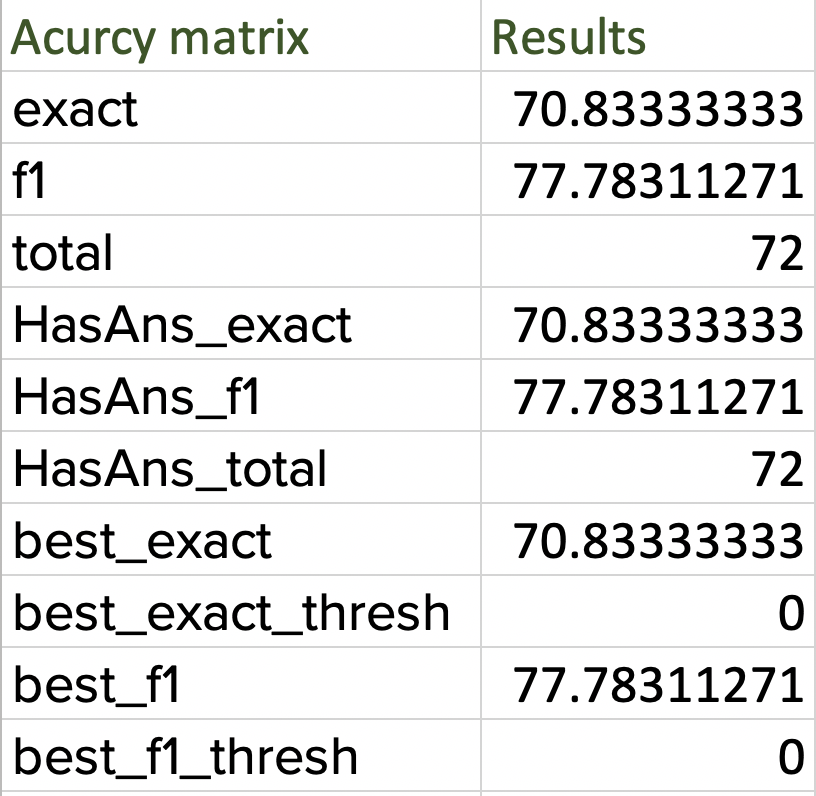 Acurcy matrix Results
exact 70.83333333
f1 77.78311271
total 72
HasAns_exact 70.83333333
HasAns_f1 77.78311271
HasAns_total 72
best_exact 70.83333333
best_exact_thresh 0
best_f1 77.78311271
best_f1_thresh 0